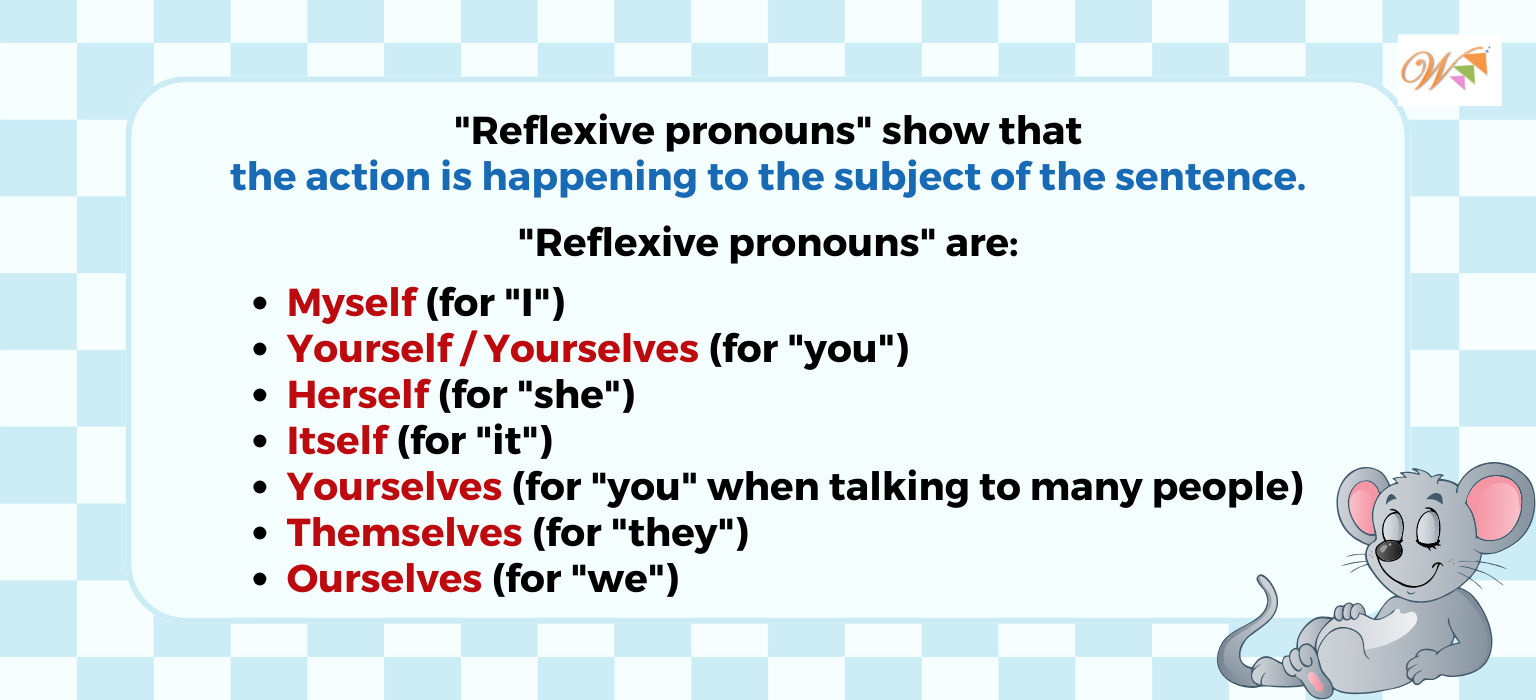 "Reflexive pronouns" show that
the action is happening to the subject of the sentence.
"Reflexive pronouns" are:
• Myself (for "I")
• Yourself / Yourselves (for "you")
• Herself (for "she")
• Itself (for "it")
• Yourselves (for "you" when talking to many people)
• Themselves (for "they")
• Ourselves (for "we")
W